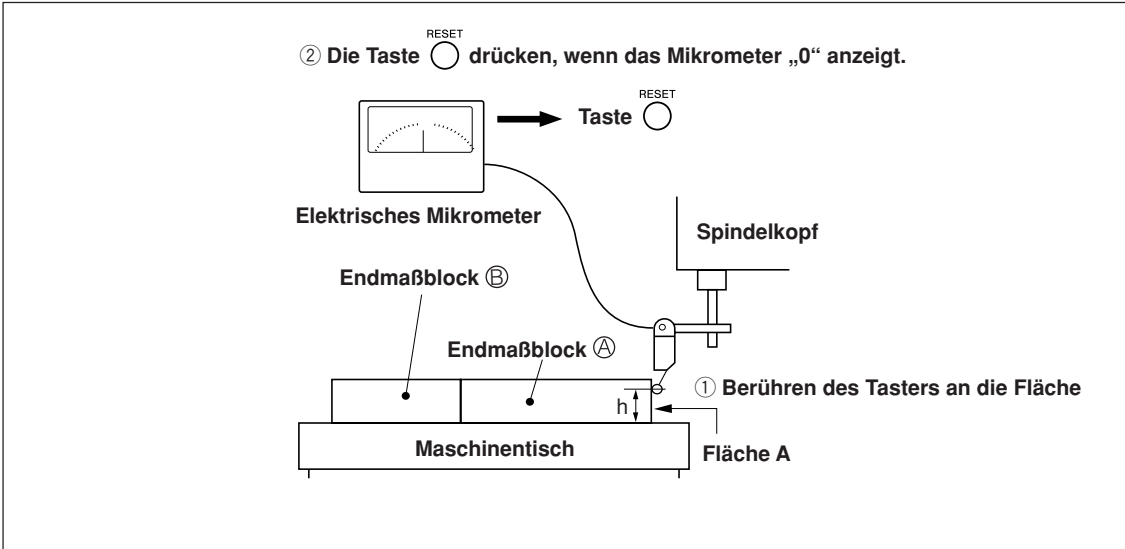 RESET
② Die Taste ◯ drücken, wenn das Mikrometer „0“ anzeigt.
RESET
Taste ◯
Elektrisches Mikrometer
Spindelkopf
Endmaßblock Ⓑ
Endmaßblock Ⓐ
① Berühren des Tasters an die Fläche
h
Maschinentisch
Fläche A